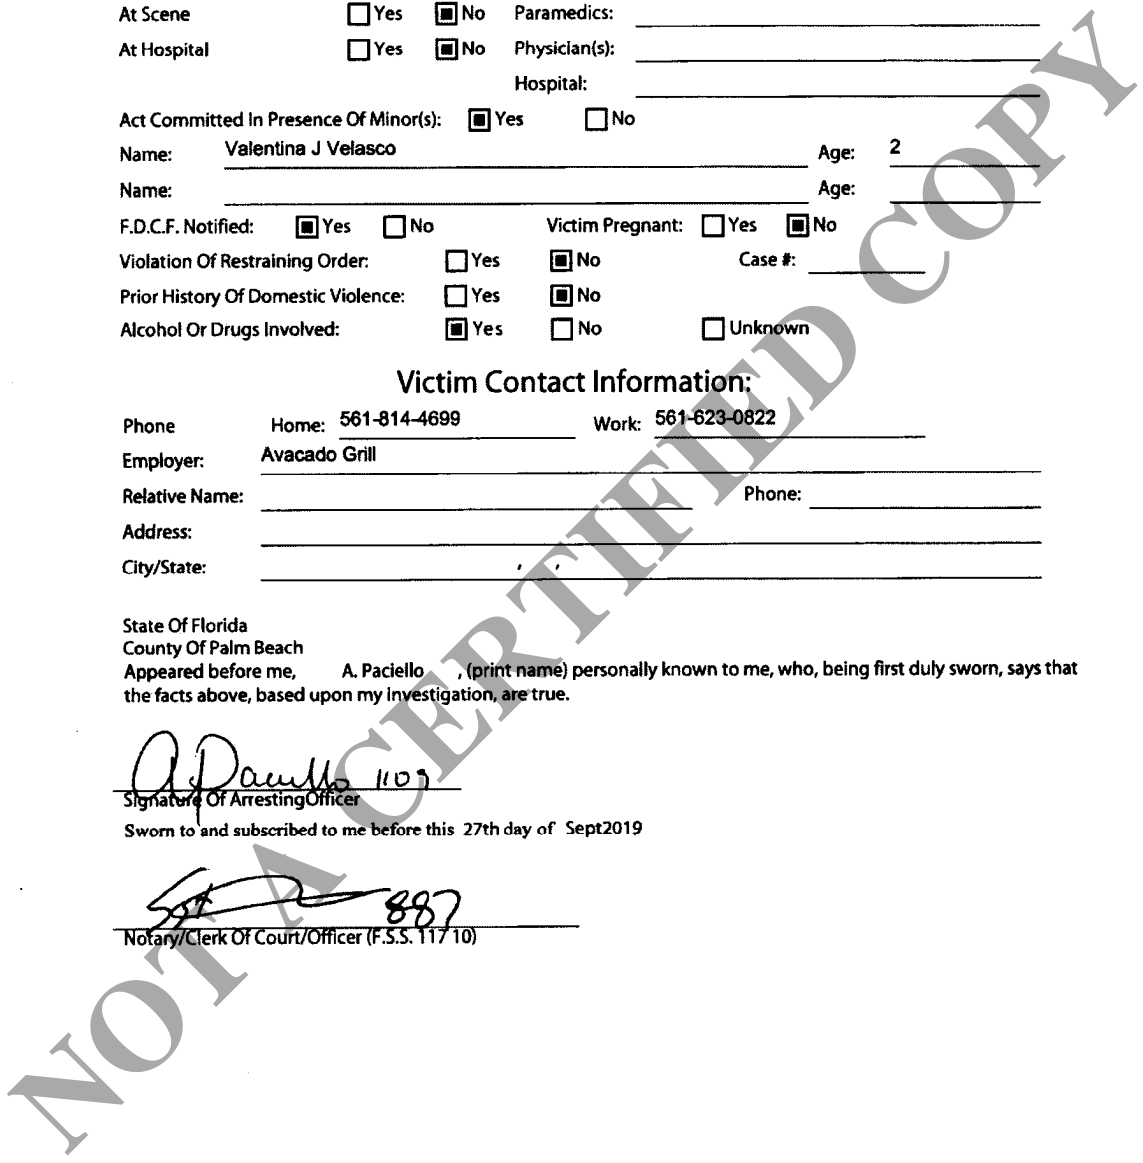 At Scene Yes No Paramedics:
At Hospital Yes No Physician(s):
Hospital:
Act Committed In Presence Of Minor(s): Yes No
Name: Valentina J Velasco Age: 2
Name: Age:
F.D.C.F. Notified: Yes No Victim Pregnant: Yes No
Violation Of Restraining Order: Yes No Case #:
Prior History Of Domestic Violence: Yes No
Alcohol Or Drugs Involved: Yes No Unknown
Victim Contact Information:
Phone Home: 561-814-4699 Work: 561-623-0822
Employer: Avacado Grill
Relative Name: Phone:
Address:
City/State: , ,
State Of Florida
County Of Palm Beach
Appeared before me, A. Paciello , (print name) personally known to me, who, being first duly sworn, says that
the facts above, based upon my investigation, are true.
A Paciello 1109
Signature Of ArrestingOfficer
Sworn to and subscribed to me before this 27th day of Sept2019
Sgt 887
Notary/Clerk Of Court/Officer (F.S.S. 117 10)
NOT A CERTIFIED COPY